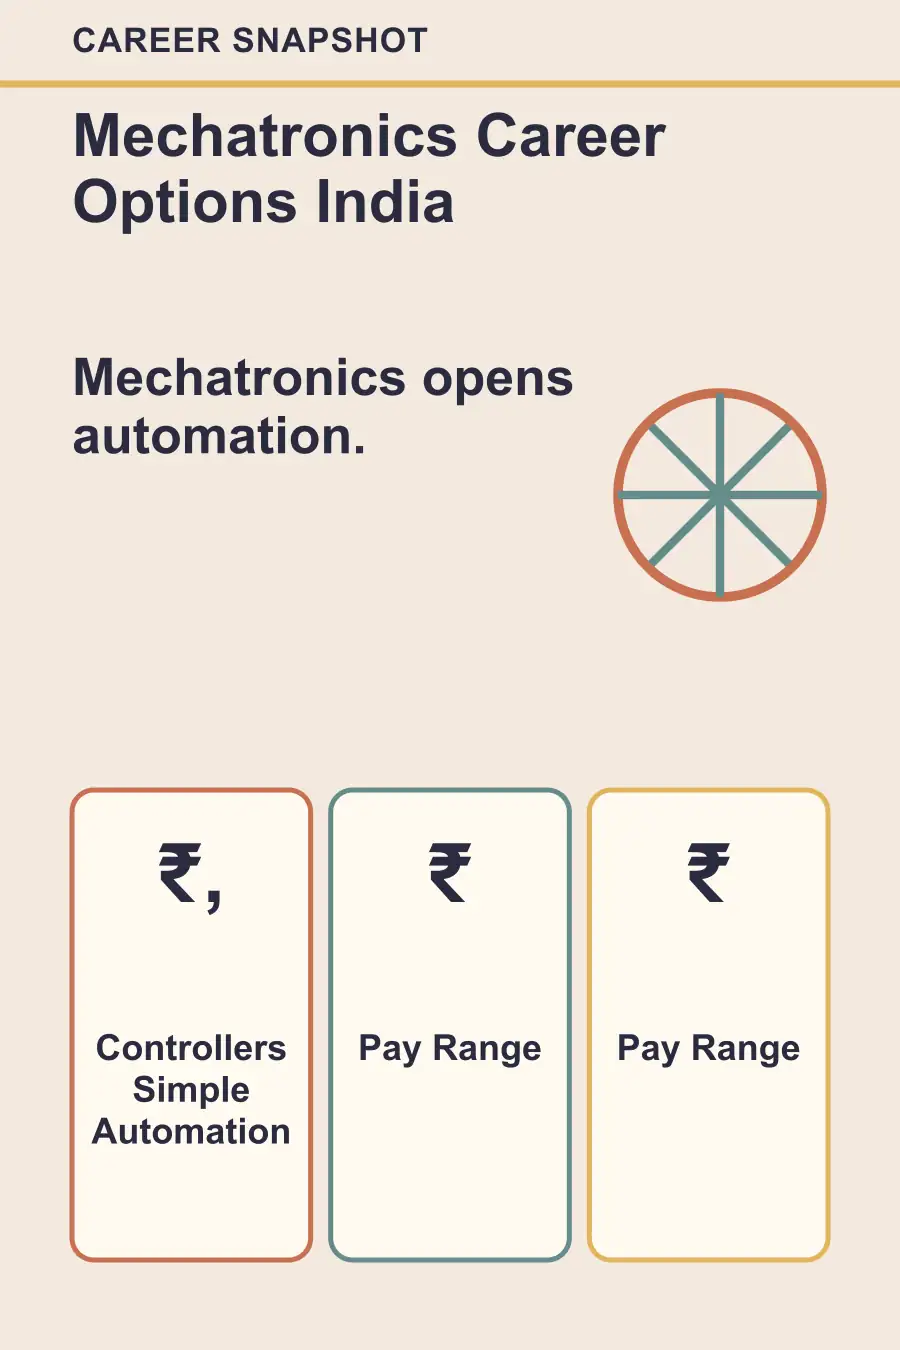 CAREER SNAPSHOT
Mechatronics Career
Options India
Mechatronics opens
automation.
₹,
Controllers
Simple
Automation
₹
Pay Range
₹
Pay Range